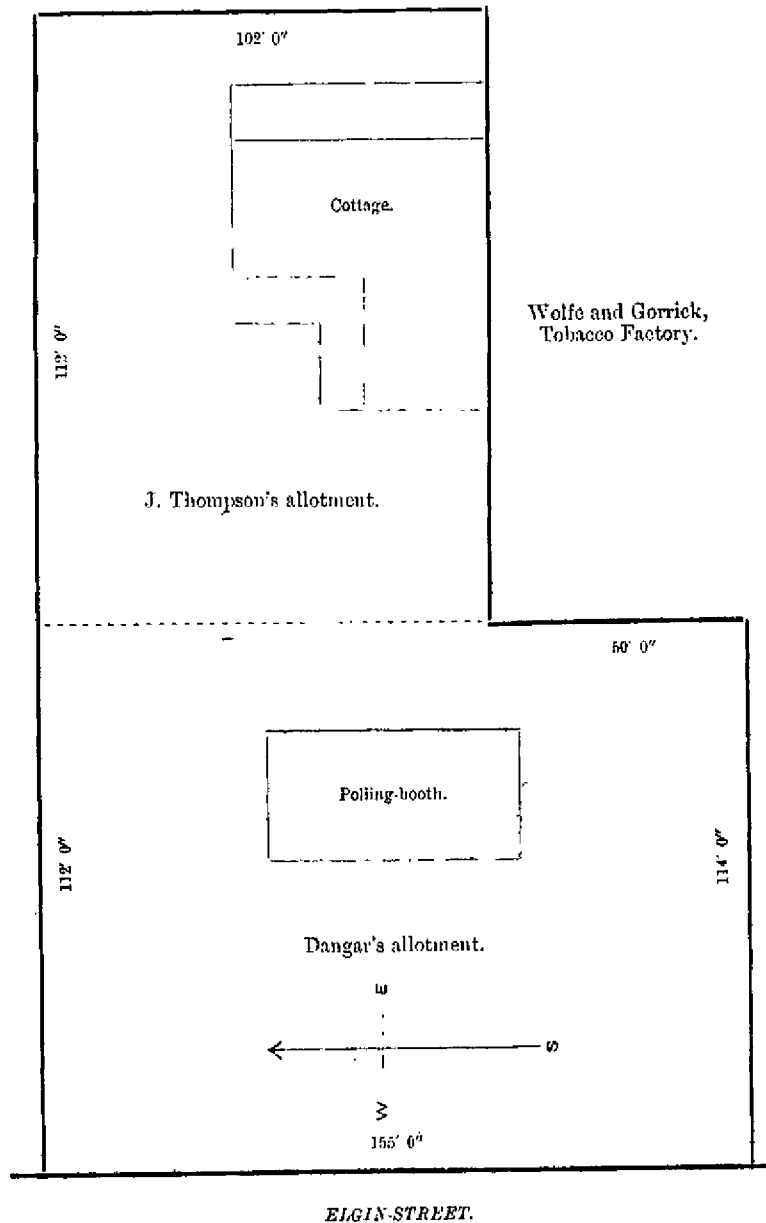 102' 0"
Cottage.
Wolfe and Gorrick,
Tobacco Factory.
112' 0"
J. Thompson's allotment.
50' 0"
Polling-booth.
112' 0"
114' 0"
Dangar's allotment.
E
S
W
155' 0"
ELGIN-STREET.